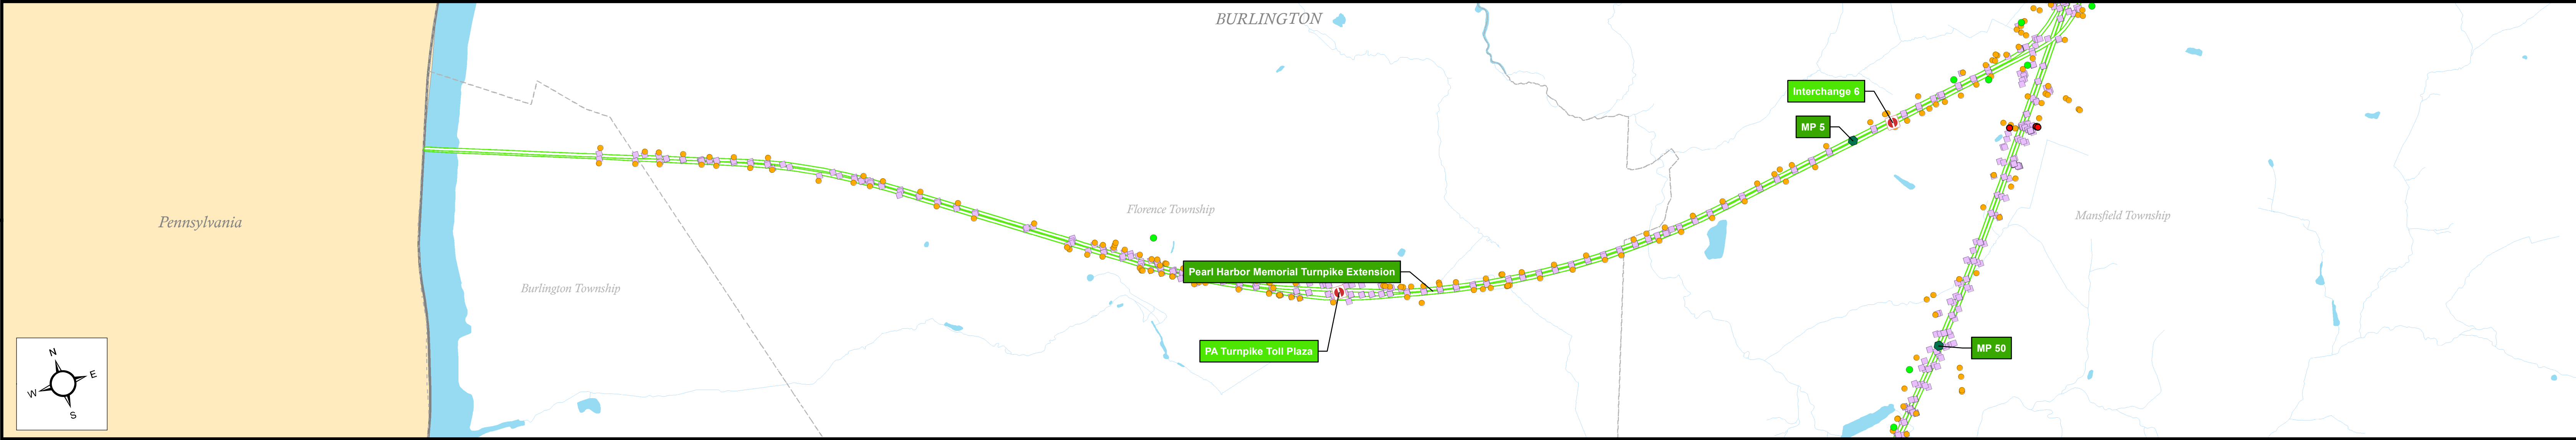 BURLINGTON
Interchange 6
MP 5
Florence Township
Mansfield Township
Pennsylvania
Pearl Harbor Memorial Turnpike Extension
Burlington Township
PA Turnpike Toll Plaza
MP 50
N
E
W
S